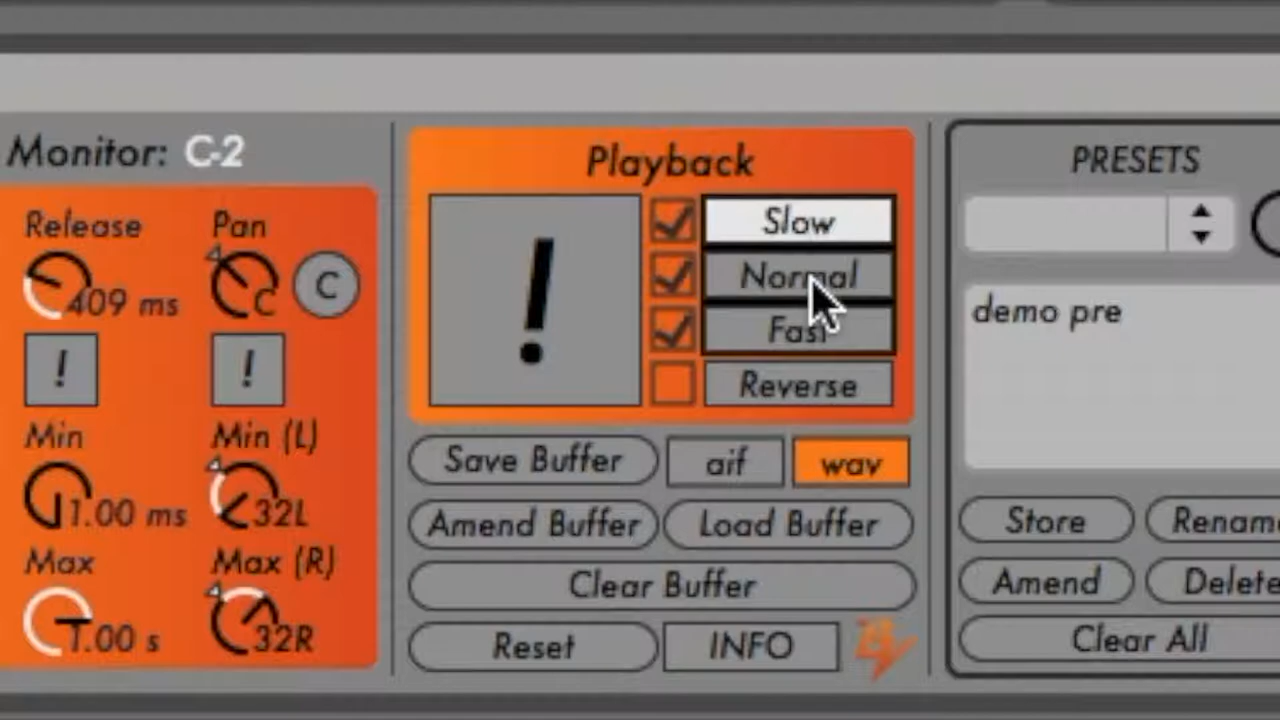 Monitor: C-2
Release
Pan
409 ms
C
C
!
!
Min
Min (L)
1.00 ms
32L
Max
Max (R)
1.00 s
32R
Playback
!
Slow
Normal
Fast
Reverse
Save Buffer
aif
wav
Amend Buffer
Load Buffer
Clear Buffer
Reset
INFO
PRESETS
demo pre
Store
Rename
Amend
Delete
Clear All